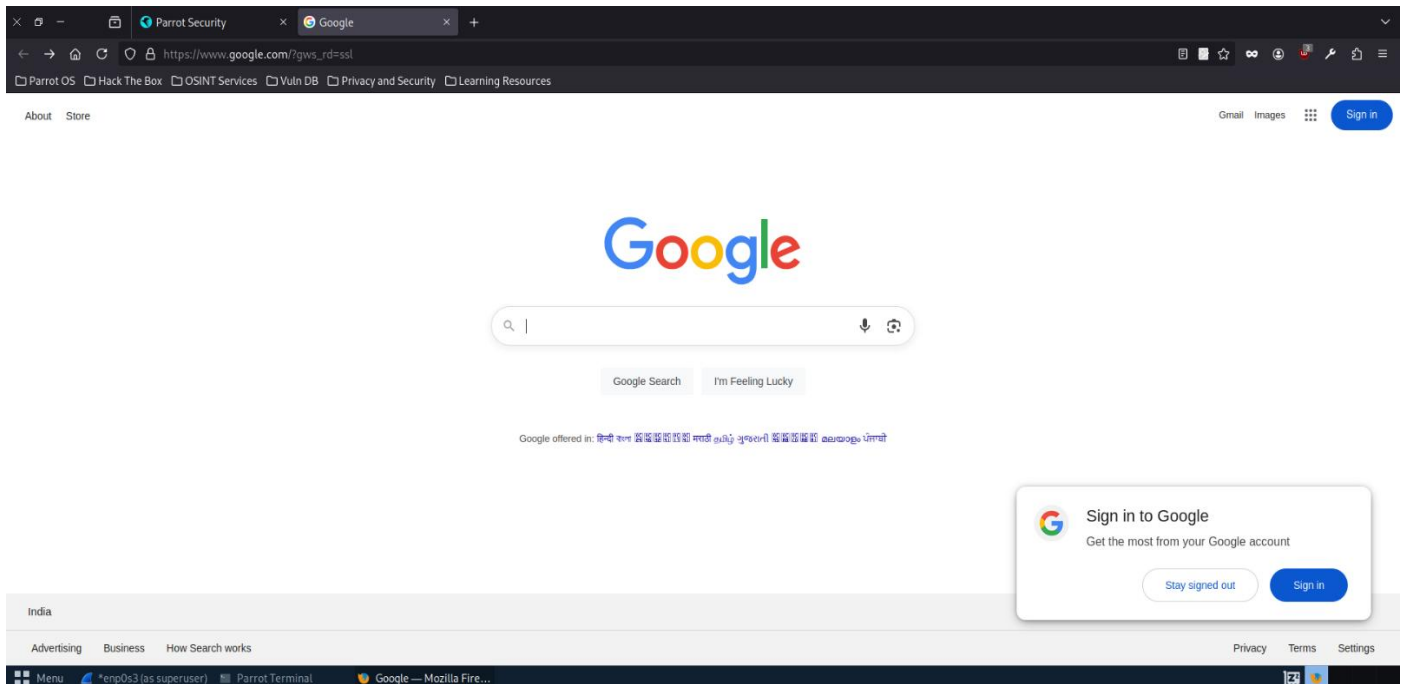 Parrot Security
Google
https://www.google.com/?gws_rd=ssl
3
Parrot OS Hack The Box OSINT Services Vuln DB Privacy and Security Learning Resources
About Store Gmail Images Sign in
Google
Google Search I'm Feeling Lucky
Google offered in: हिन्दी বাংলা मराठी தமிழ் ગુજરાતી മലയാളം ਪੰਜਾਬੀ
Sign in to Google
Get the most from your Google account
Stay signed out Sign in
India
Advertising Business How Search works Privacy Terms Settings
Menu *enp0s3 (as superuser) Parrot Terminal Google — Mozilla Fire...